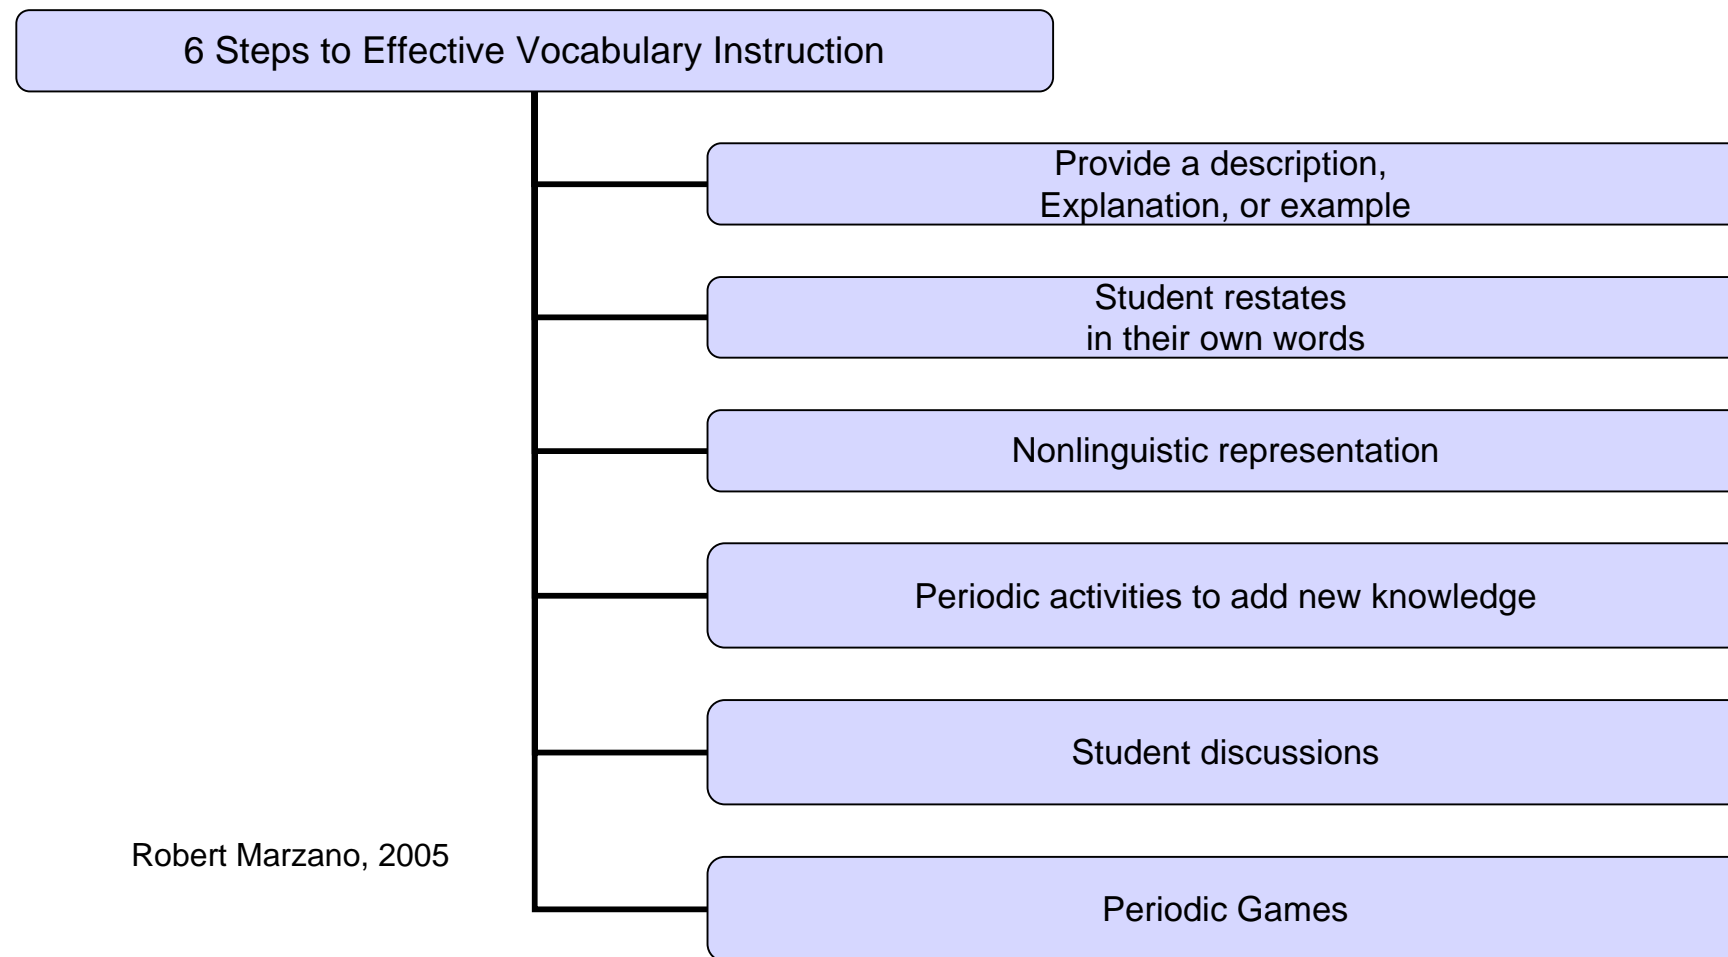 6 Steps to Effective Vocabulary Instruction
Provide a description,
Explanation, or example
Student restates
in their own words
Nonlinguistic representation
Periodic activities to add new knowledge
Student discussions
Robert Marzano, 2005
Periodic Games